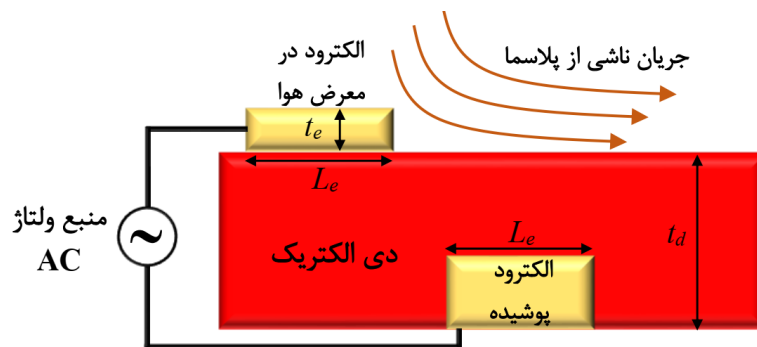 الکترود در
معرض هوا
جریان ناشی از پلاسما
t_e
L_e
منبع ولتاژ
AC
دی الکتریک
L_e
t_d
الکترود
پوشیده